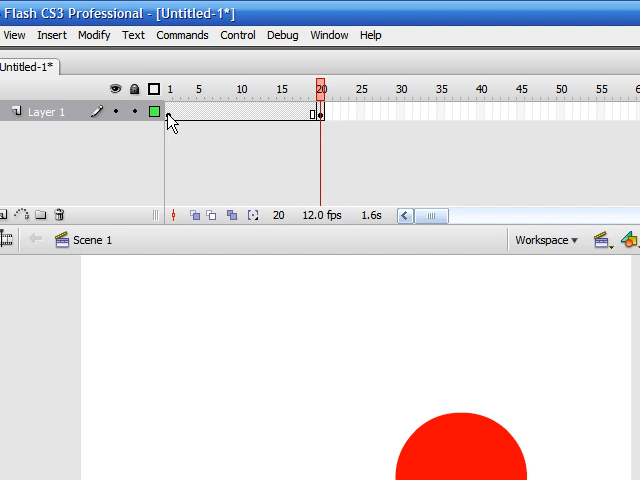 Flash CS3 Professional - [Untitled-1*]
View Insert Modify Text Commands Control Debug Window Help
Untitled-1*
1 5 10 15 20 25 30 35 40 45 50 55
Layer 1
20 12.0 fps 1.6s
Scene 1 Workspace